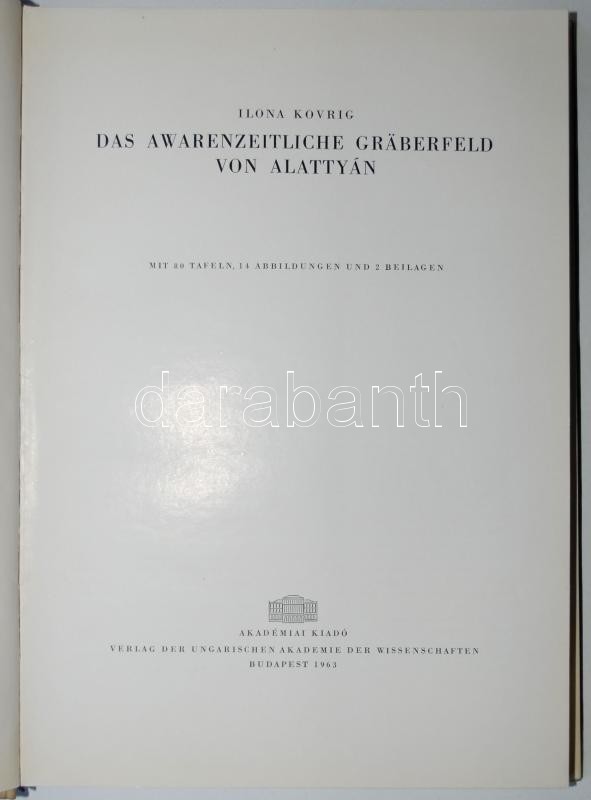 ILONA KOVRIG
DAS AWARENZEITLICHE GRÄBERFELD
VON ALATTYÁN
MIT 80 TAFELN, 14 ABBILDUNGEN UND 2 BEILAGEN
darabanth
AKADÉMIAI KIADÓ
VERLAG DER UNGARISCHEN AKADEMIE DER WISSENSCHAFTEN
BUDAPEST 1963